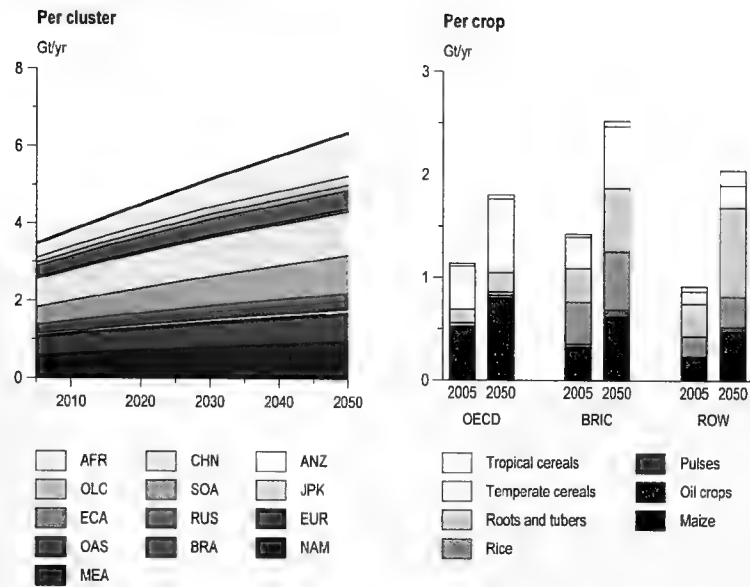 Per cluster
Gt/yr
8
6
4
2
0
2010 2020 2030 2040 2050
AFR CHN ANZ
OLC SOA JPK
ECA RUS EUR
OAS BRA NAM
MEA
Per crop
Gt/yr
3
2
1
0
2005 2050 2005 2050 2005 2050
OECD BRIC ROW
Tropical cereals Pulses
Temperate cereals Oil crops
Roots and tubers Maize
Rice